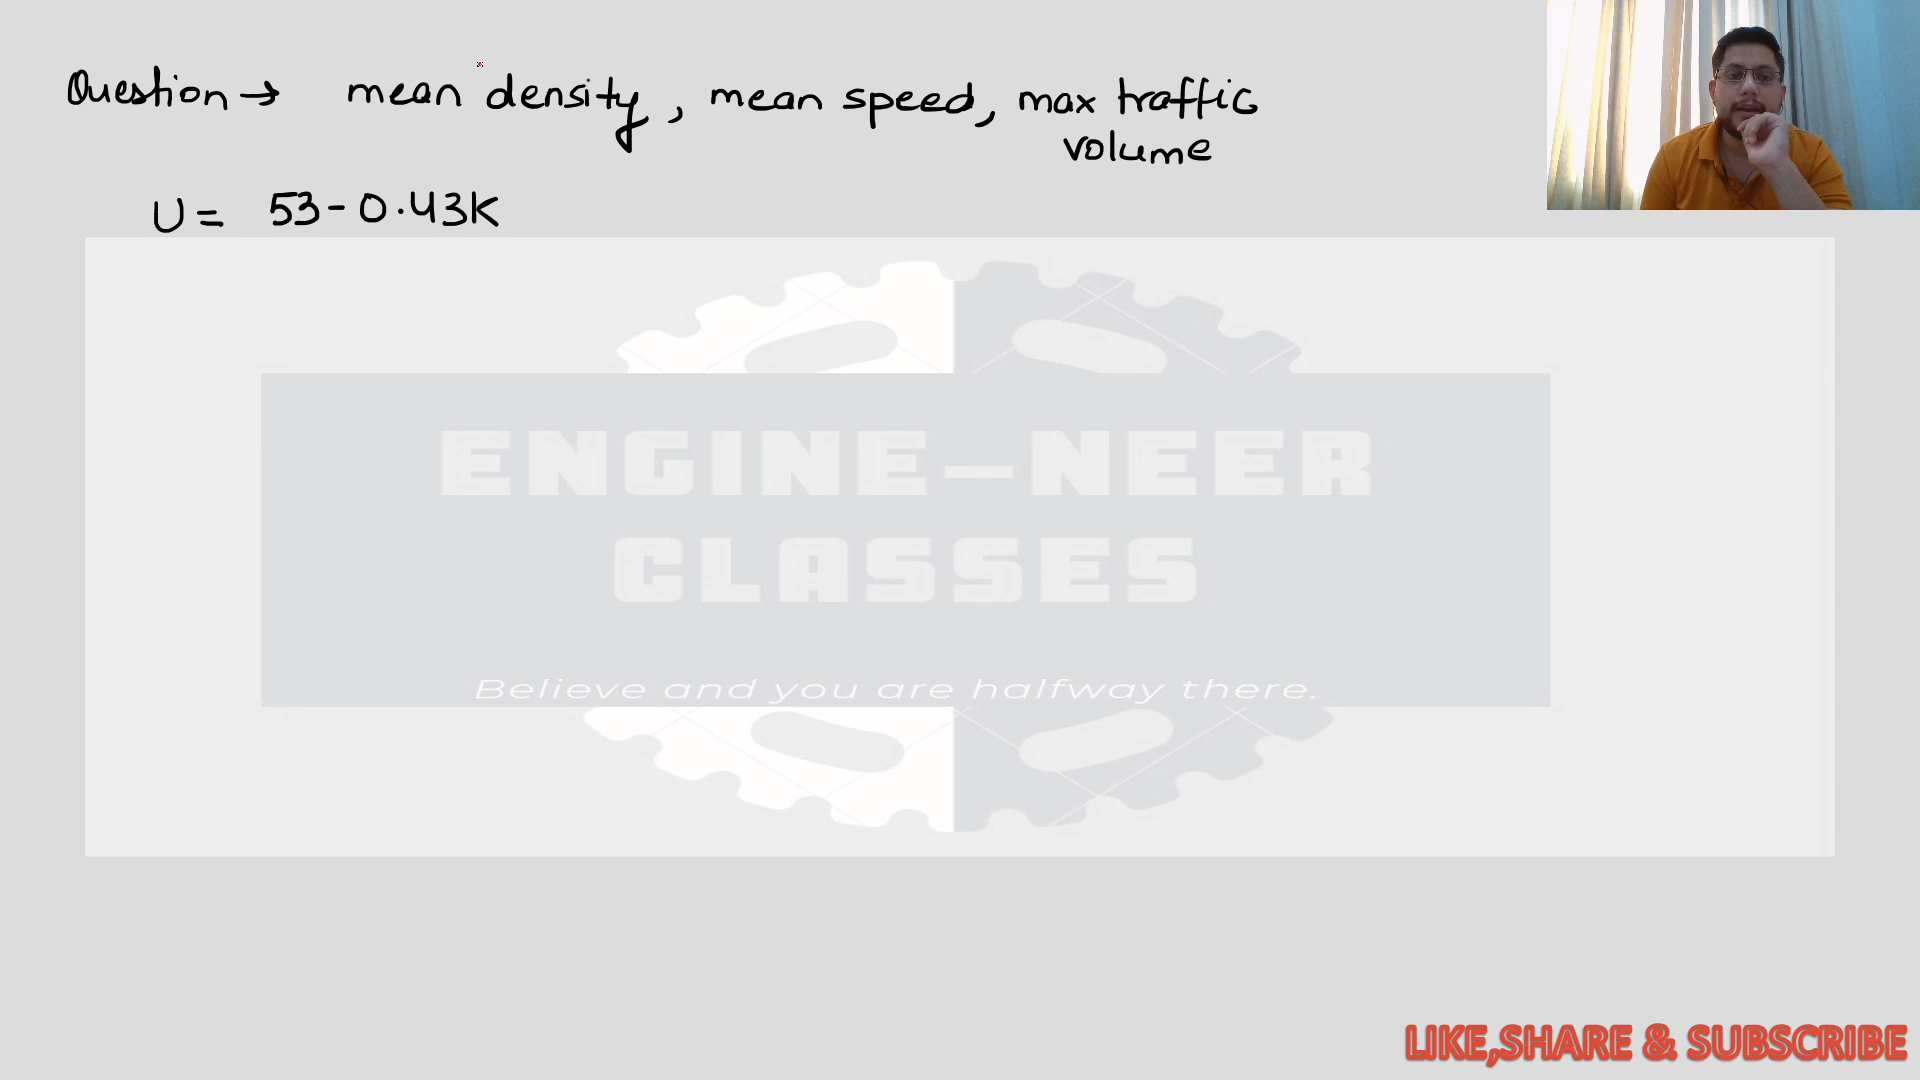 Question → mean density, mean speed, max traffic
volume
U = 53-0.43K
ENGINE-NEER
CLASSES
Believe and you are halfway there.
LIKE,SHARE & SUBSCRIBE